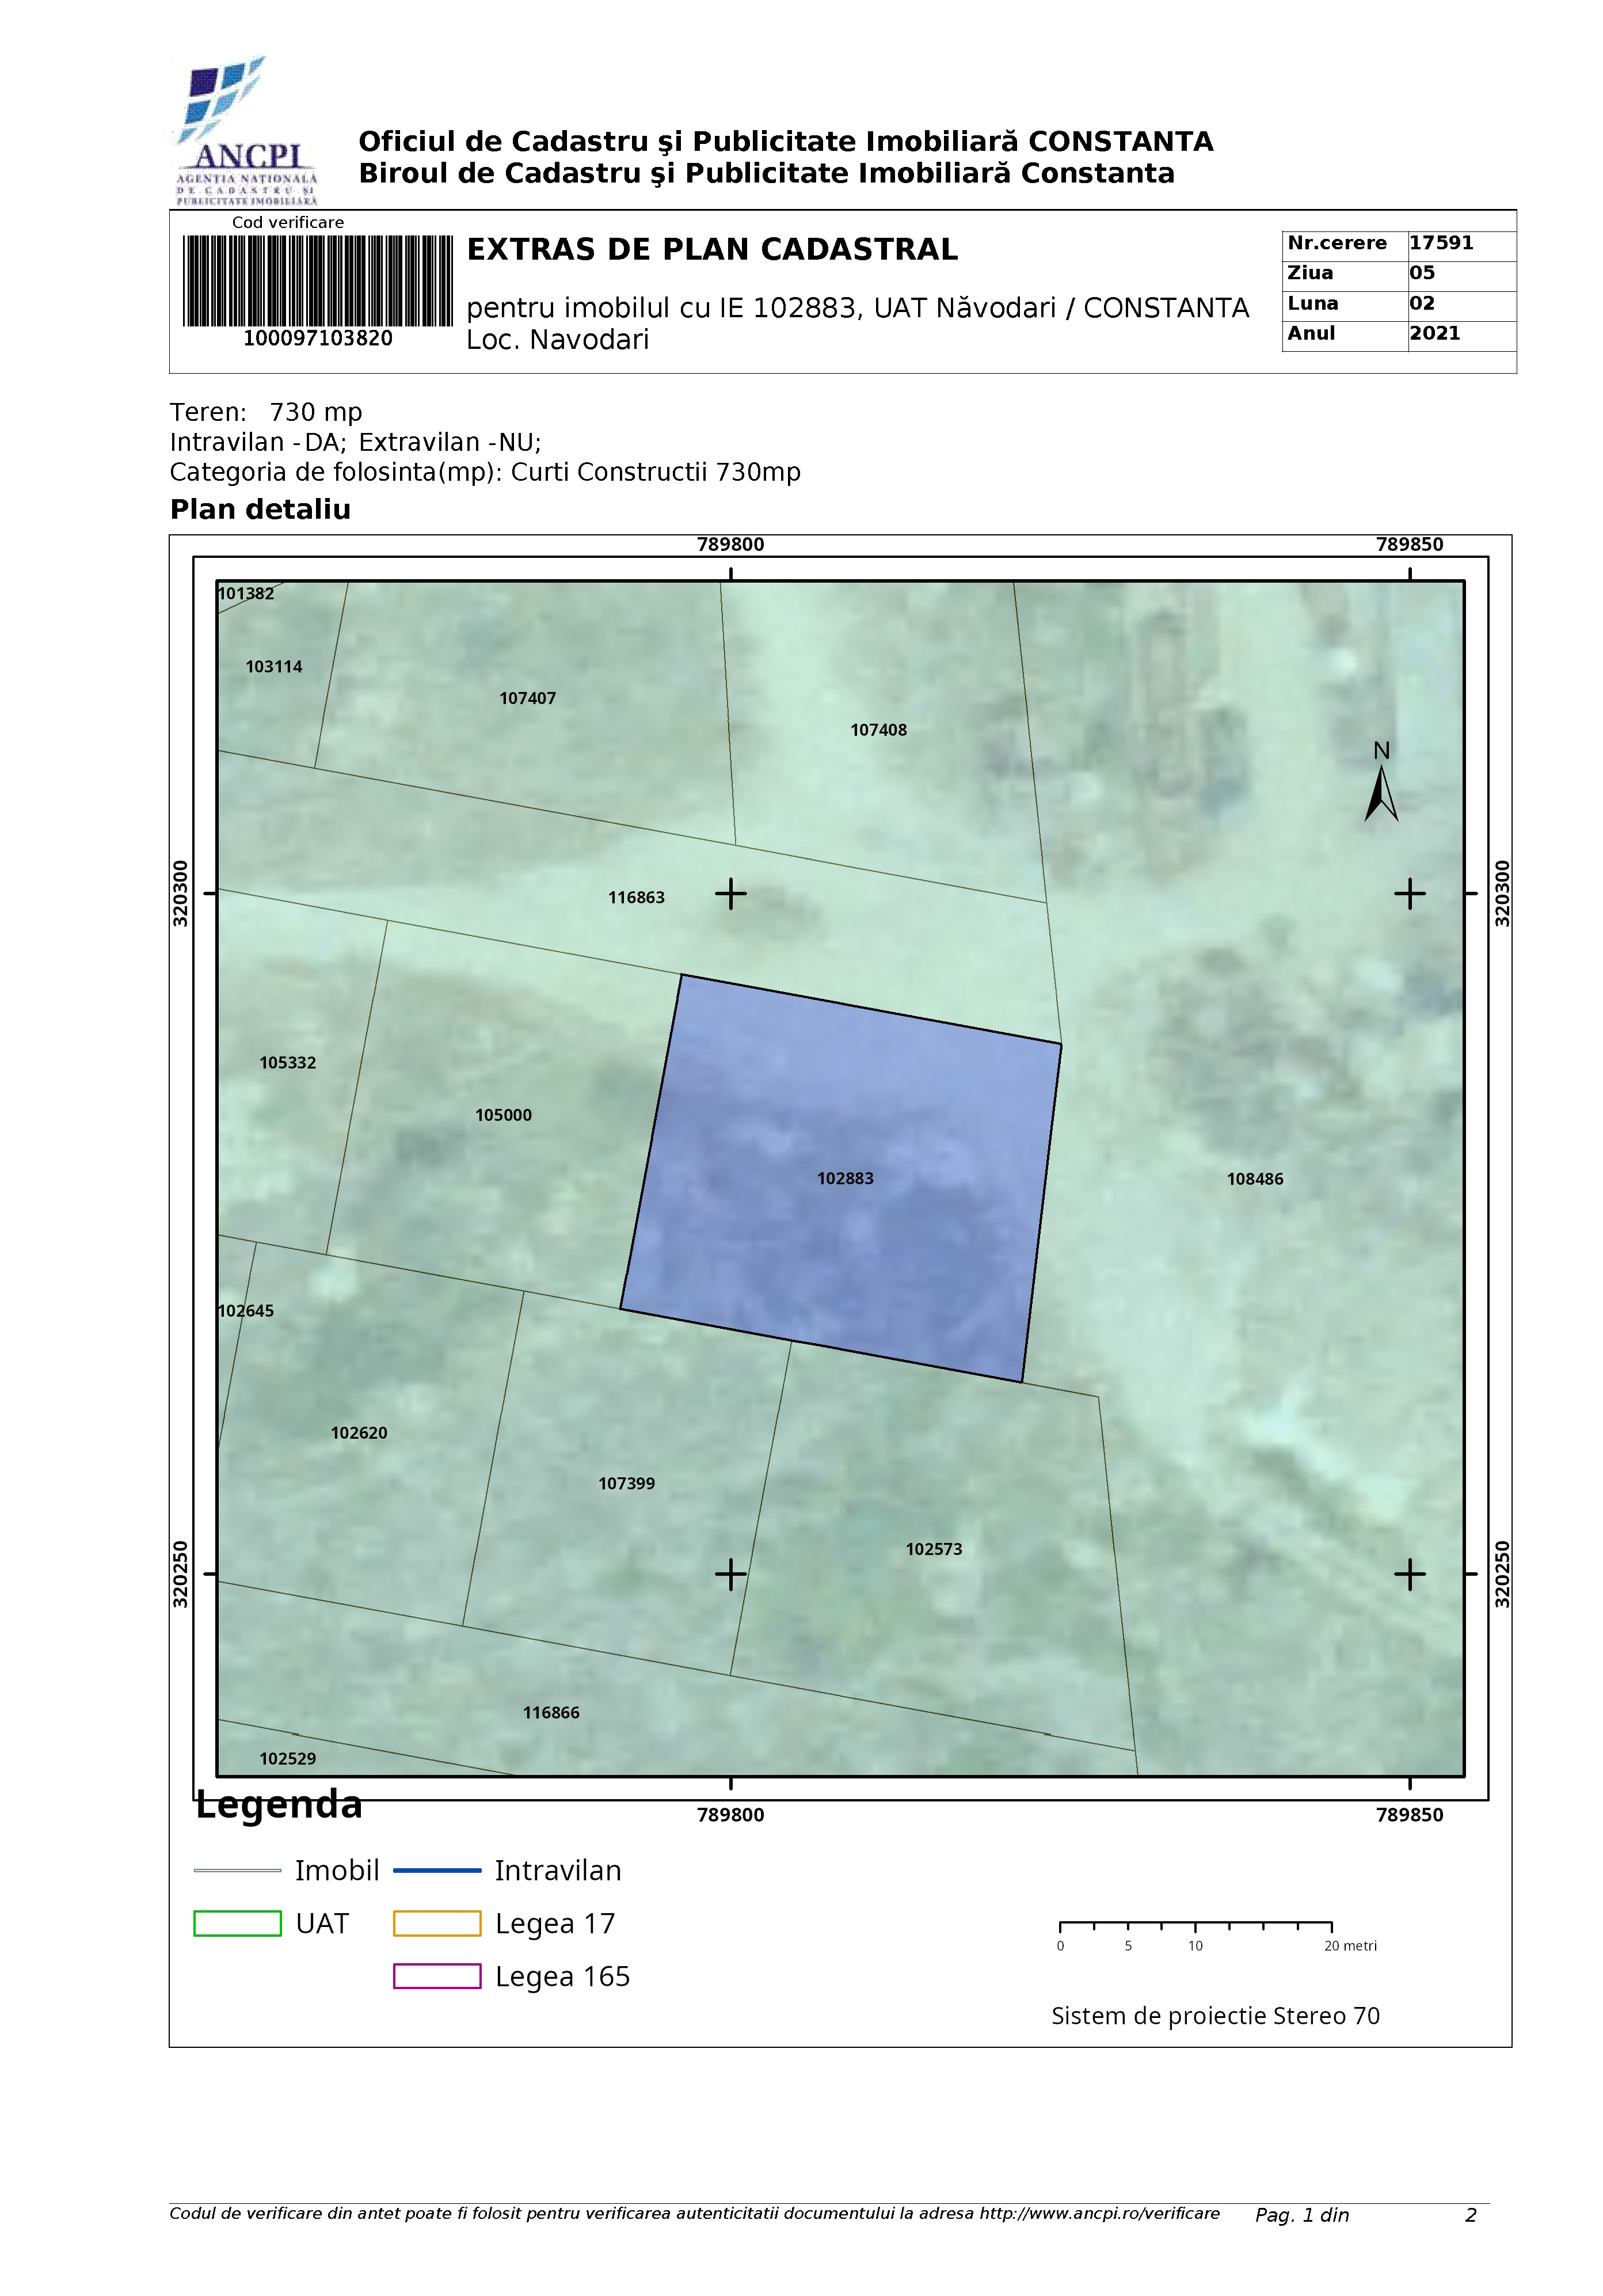 ANCPI
AGENŢIA NAŢIONALĂ
DE CADASTRU ŞI
PUBLICITATE IMOBILIARĂ
Oficiul de Cadastru şi Publicitate Imobiliară CONSTANTA
Biroul de Cadastru şi Publicitate Imobiliară Constanta
Cod verificare
100097103820
EXTRAS DE PLAN CADASTRAL
pentru imobilul cu IE 102883, UAT Năvodari / CONSTANTA
Loc. Navodari
Nr.cerere 17591
Ziua 05
Luna 02
Anul 2021
Teren: 730 mp
Intravilan -DA; Extravilan -NU;
Categoria de folosinta(mp): Curti Constructii 730mp
Plan detaliu
789800 789850
101382
103114
107407
107408
N
320300 320300
116863
105332
105000
102883
108486
102645
102620
107399
102573
320250 320250
116866
102529
789800 789850
Legenda
Imobil Intravilan
UAT Legea 17
Legea 165
0 5 10 20 metri
Sistem de proiectie Stereo 70
Codul de verificare din antet poate fi folosit pentru verificarea autenticitatii documentului la adresa http://www.ancpi.ro/verificare Pag. 1 din 2